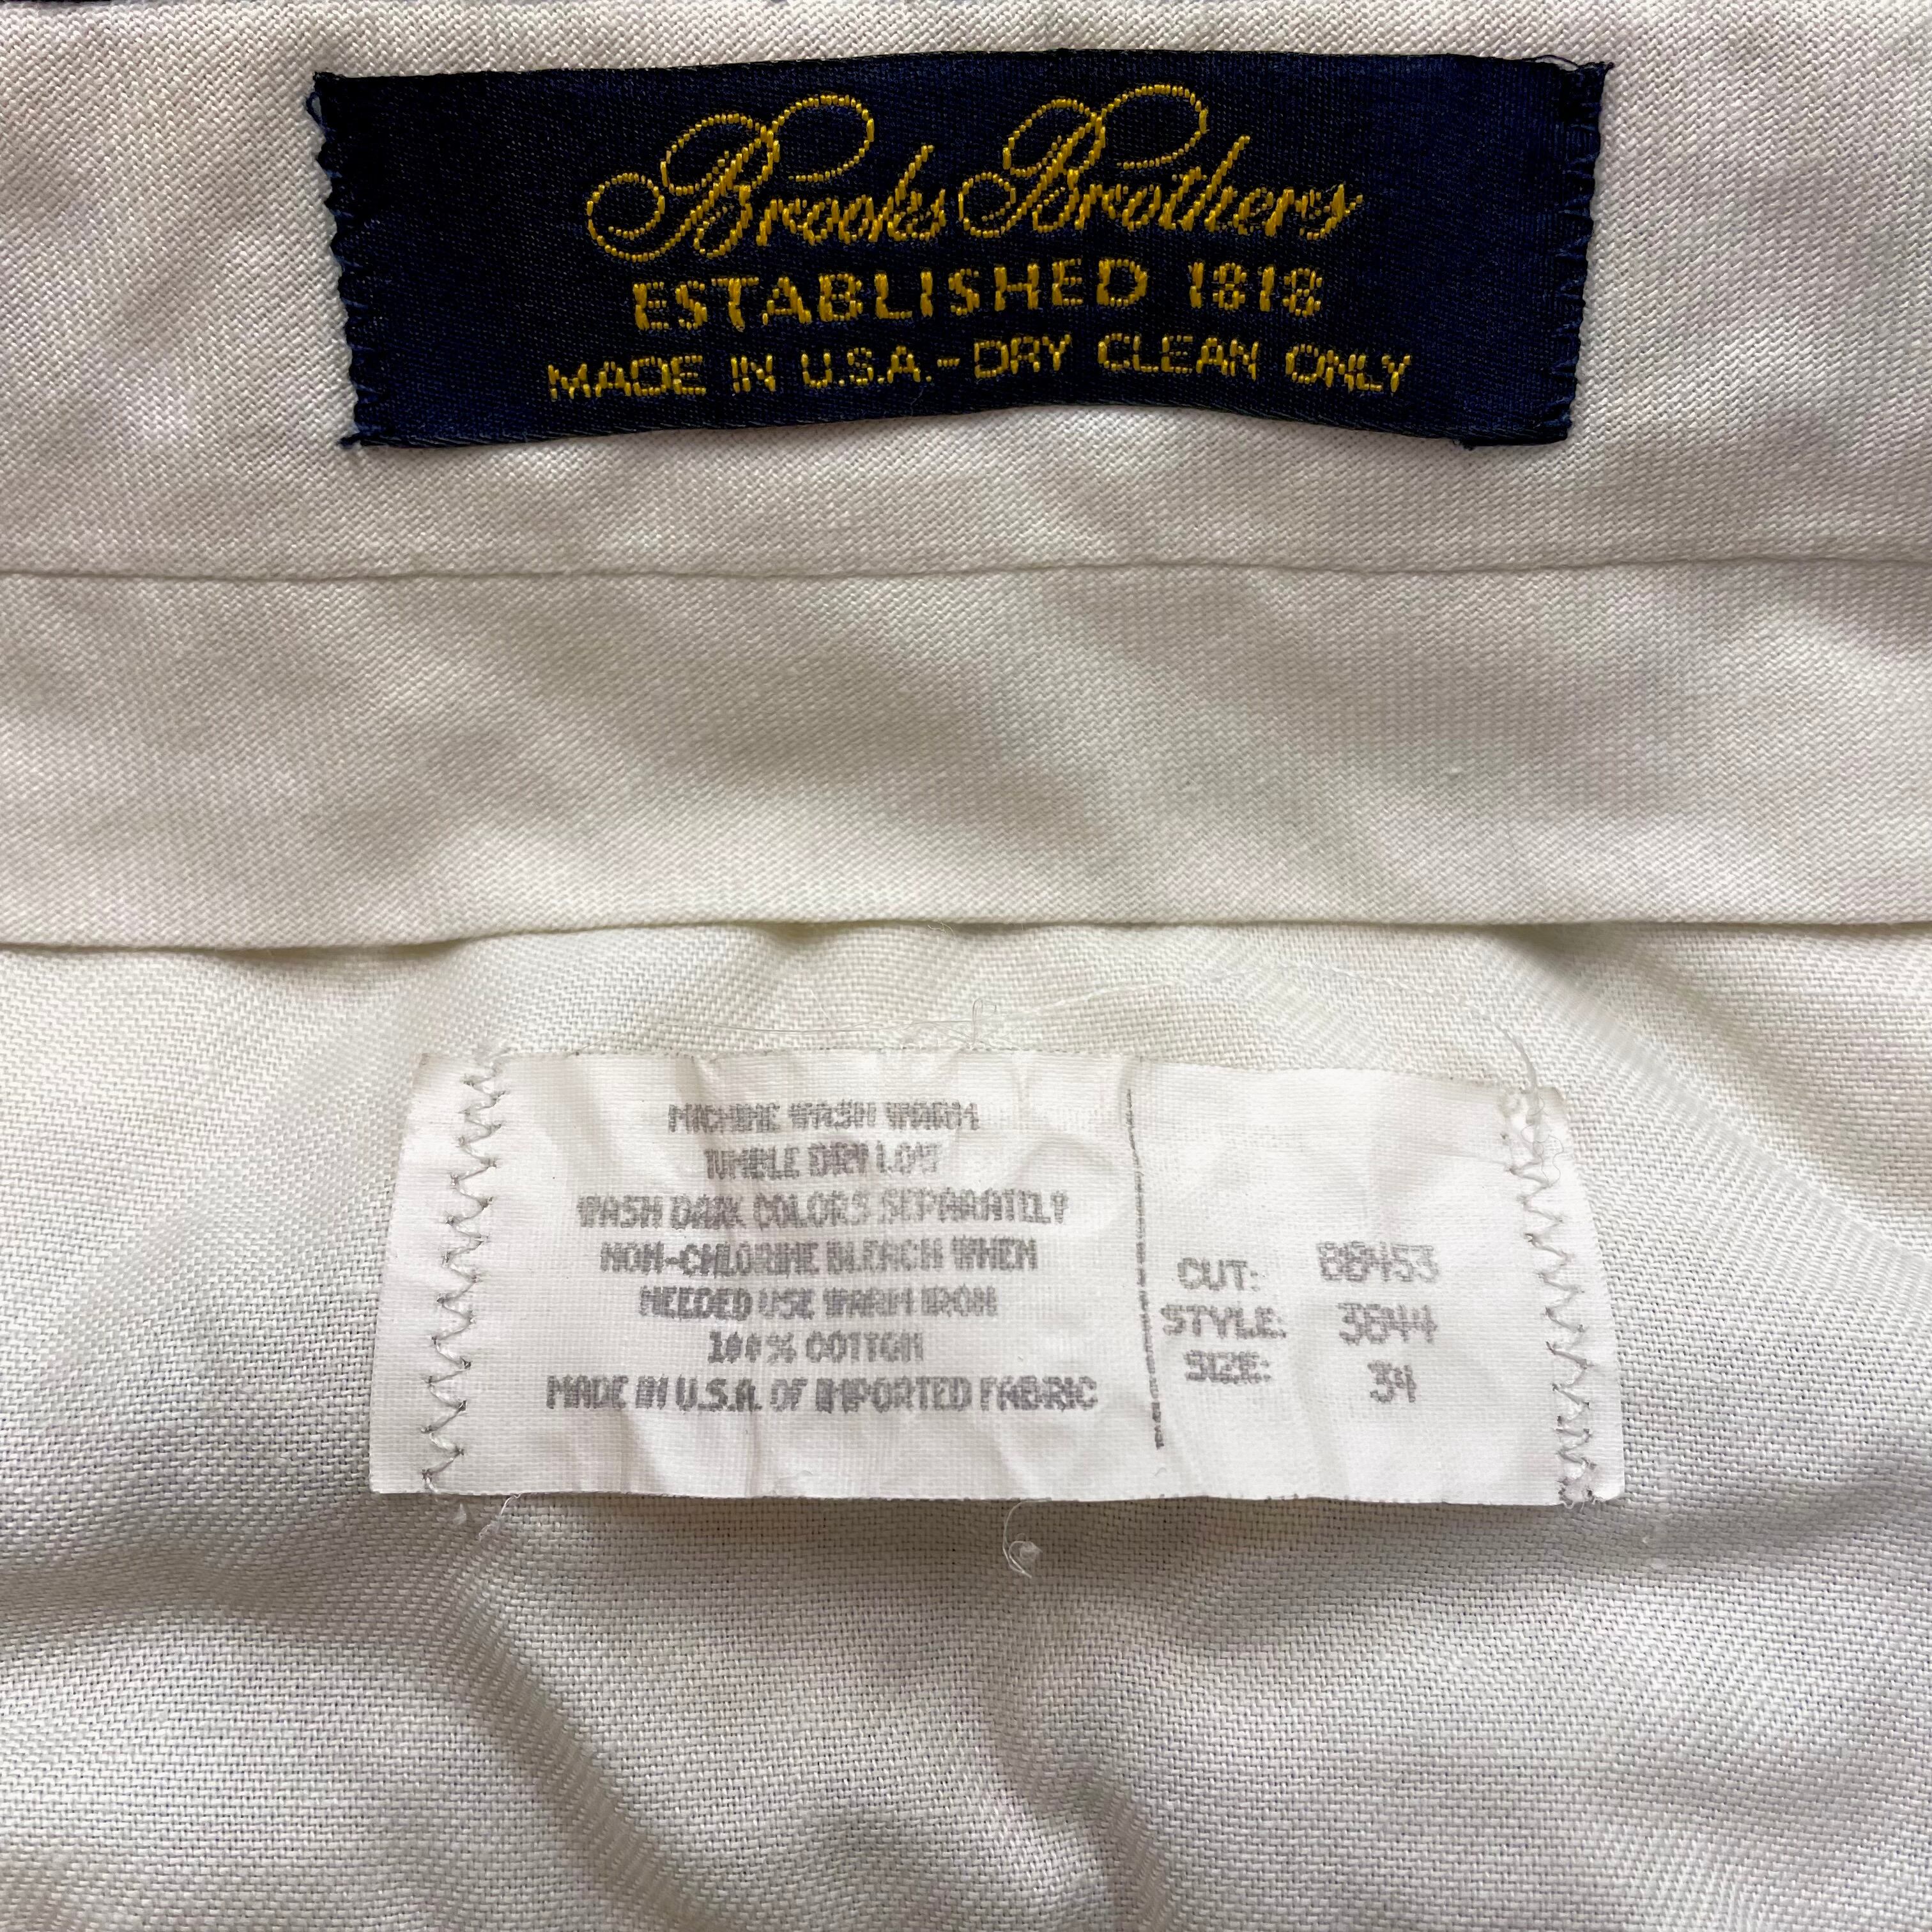 Brooks Brothers
ESTABLISHED 1818
MADE IN U.S.A.-DRY CLEAN ONLY
MACHINE WASH WARM
TUMBLE DRY LOW
WASH DARK COLORS SEPARATELY
NON-CHLORINE BLEACH WHEN
NEEDED USE WARM IRON
100% COTTON
MADE IN U.S.A. OF IMPORTED FABRIC
CUT:
STYLE: 3844
SIZE: 34